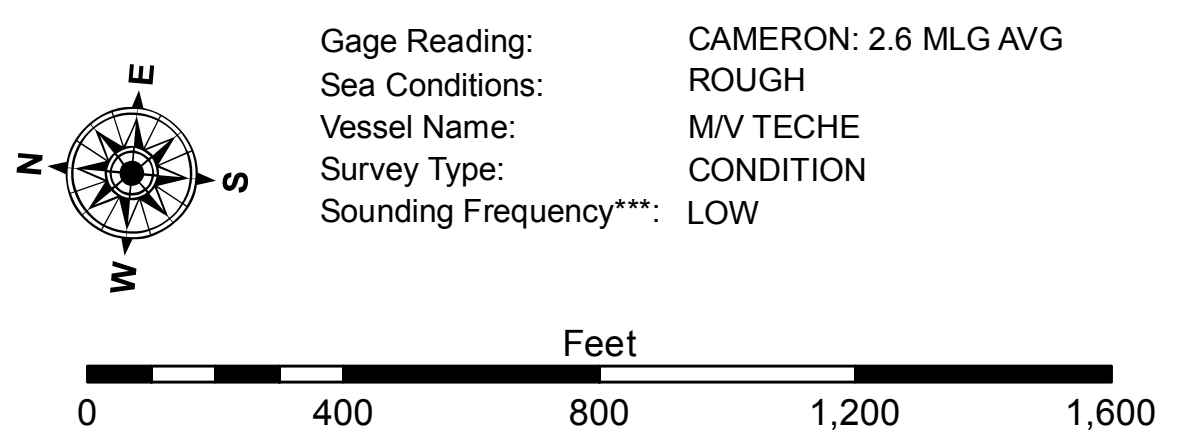 E
N
S
W
Gage Reading: CAMERON: 2.6 MLG AVG
Sea Conditions: ROUGH
Vessel Name: M/V TECHE
Survey Type: CONDITION
Sounding Frequency***: LOW
Feet
0 400 800 1,200 1,600